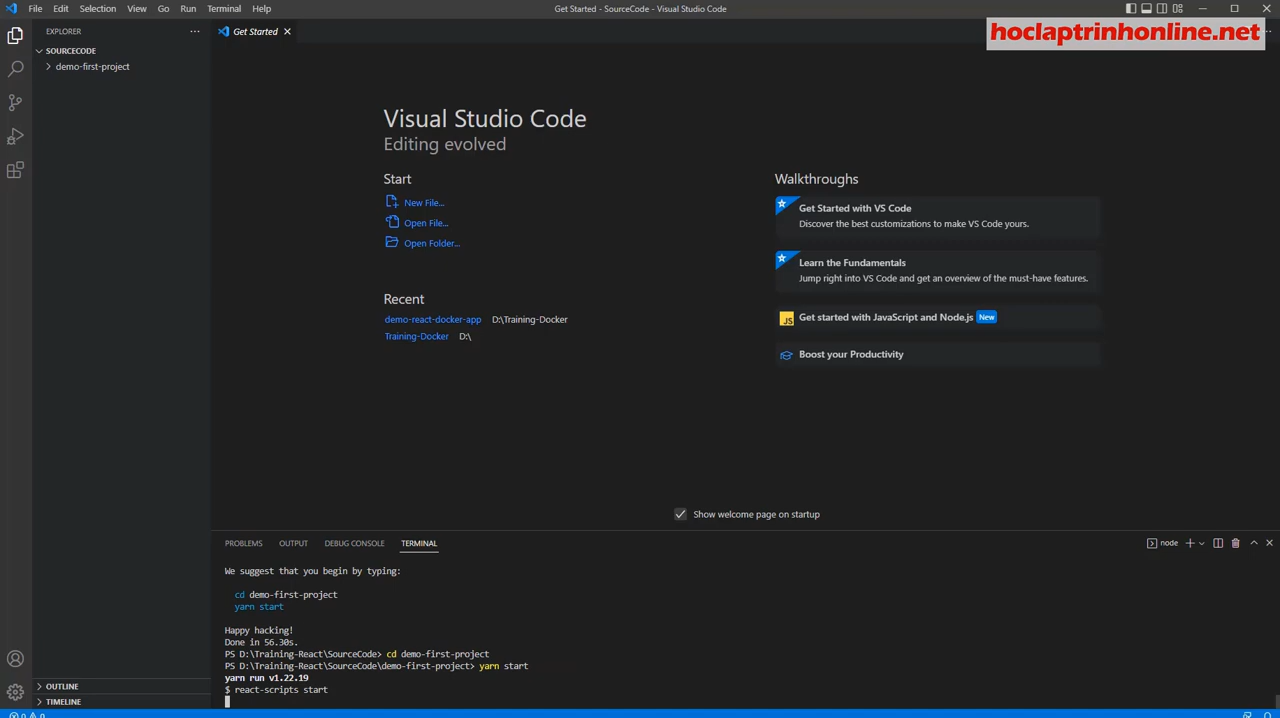 File Edit Selection View Go Run Terminal Help
Get Started - SourceCode - Visual Studio Code
hoclaptrinhonline.net
EXPLORER
SOURCECODE
demo-first-project
Get Started
Visual Studio Code
Editing evolved
Start
New File...
Open File...
Open Folder...
Recent
demo-react-docker-app D:\Training-Docker
Training-Docker D:\
Walkthroughs
Get Started with VS Code
Discover the best customizations to make VS Code yours.
Learn the Fundamentals
Jump right into VS Code and get an overview of the must-have features.
JS Get started with JavaScript and Node.js New
Boost your Productivity
Show welcome page on startup
PROBLEMS OUTPUT DEBUG CONSOLE TERMINAL
node
We suggest that you begin by typing:
cd demo-first-project
yarn start
Happy hacking!
Done in 56.30s.
PS D:\Training-React\SourceCode> cd demo-first-project
PS D:\Training-React\SourceCode\demo-first-project> yarn start
yarn run v1.22.19
$ react-scripts start
OUTLINE
TIMELINE
0 0